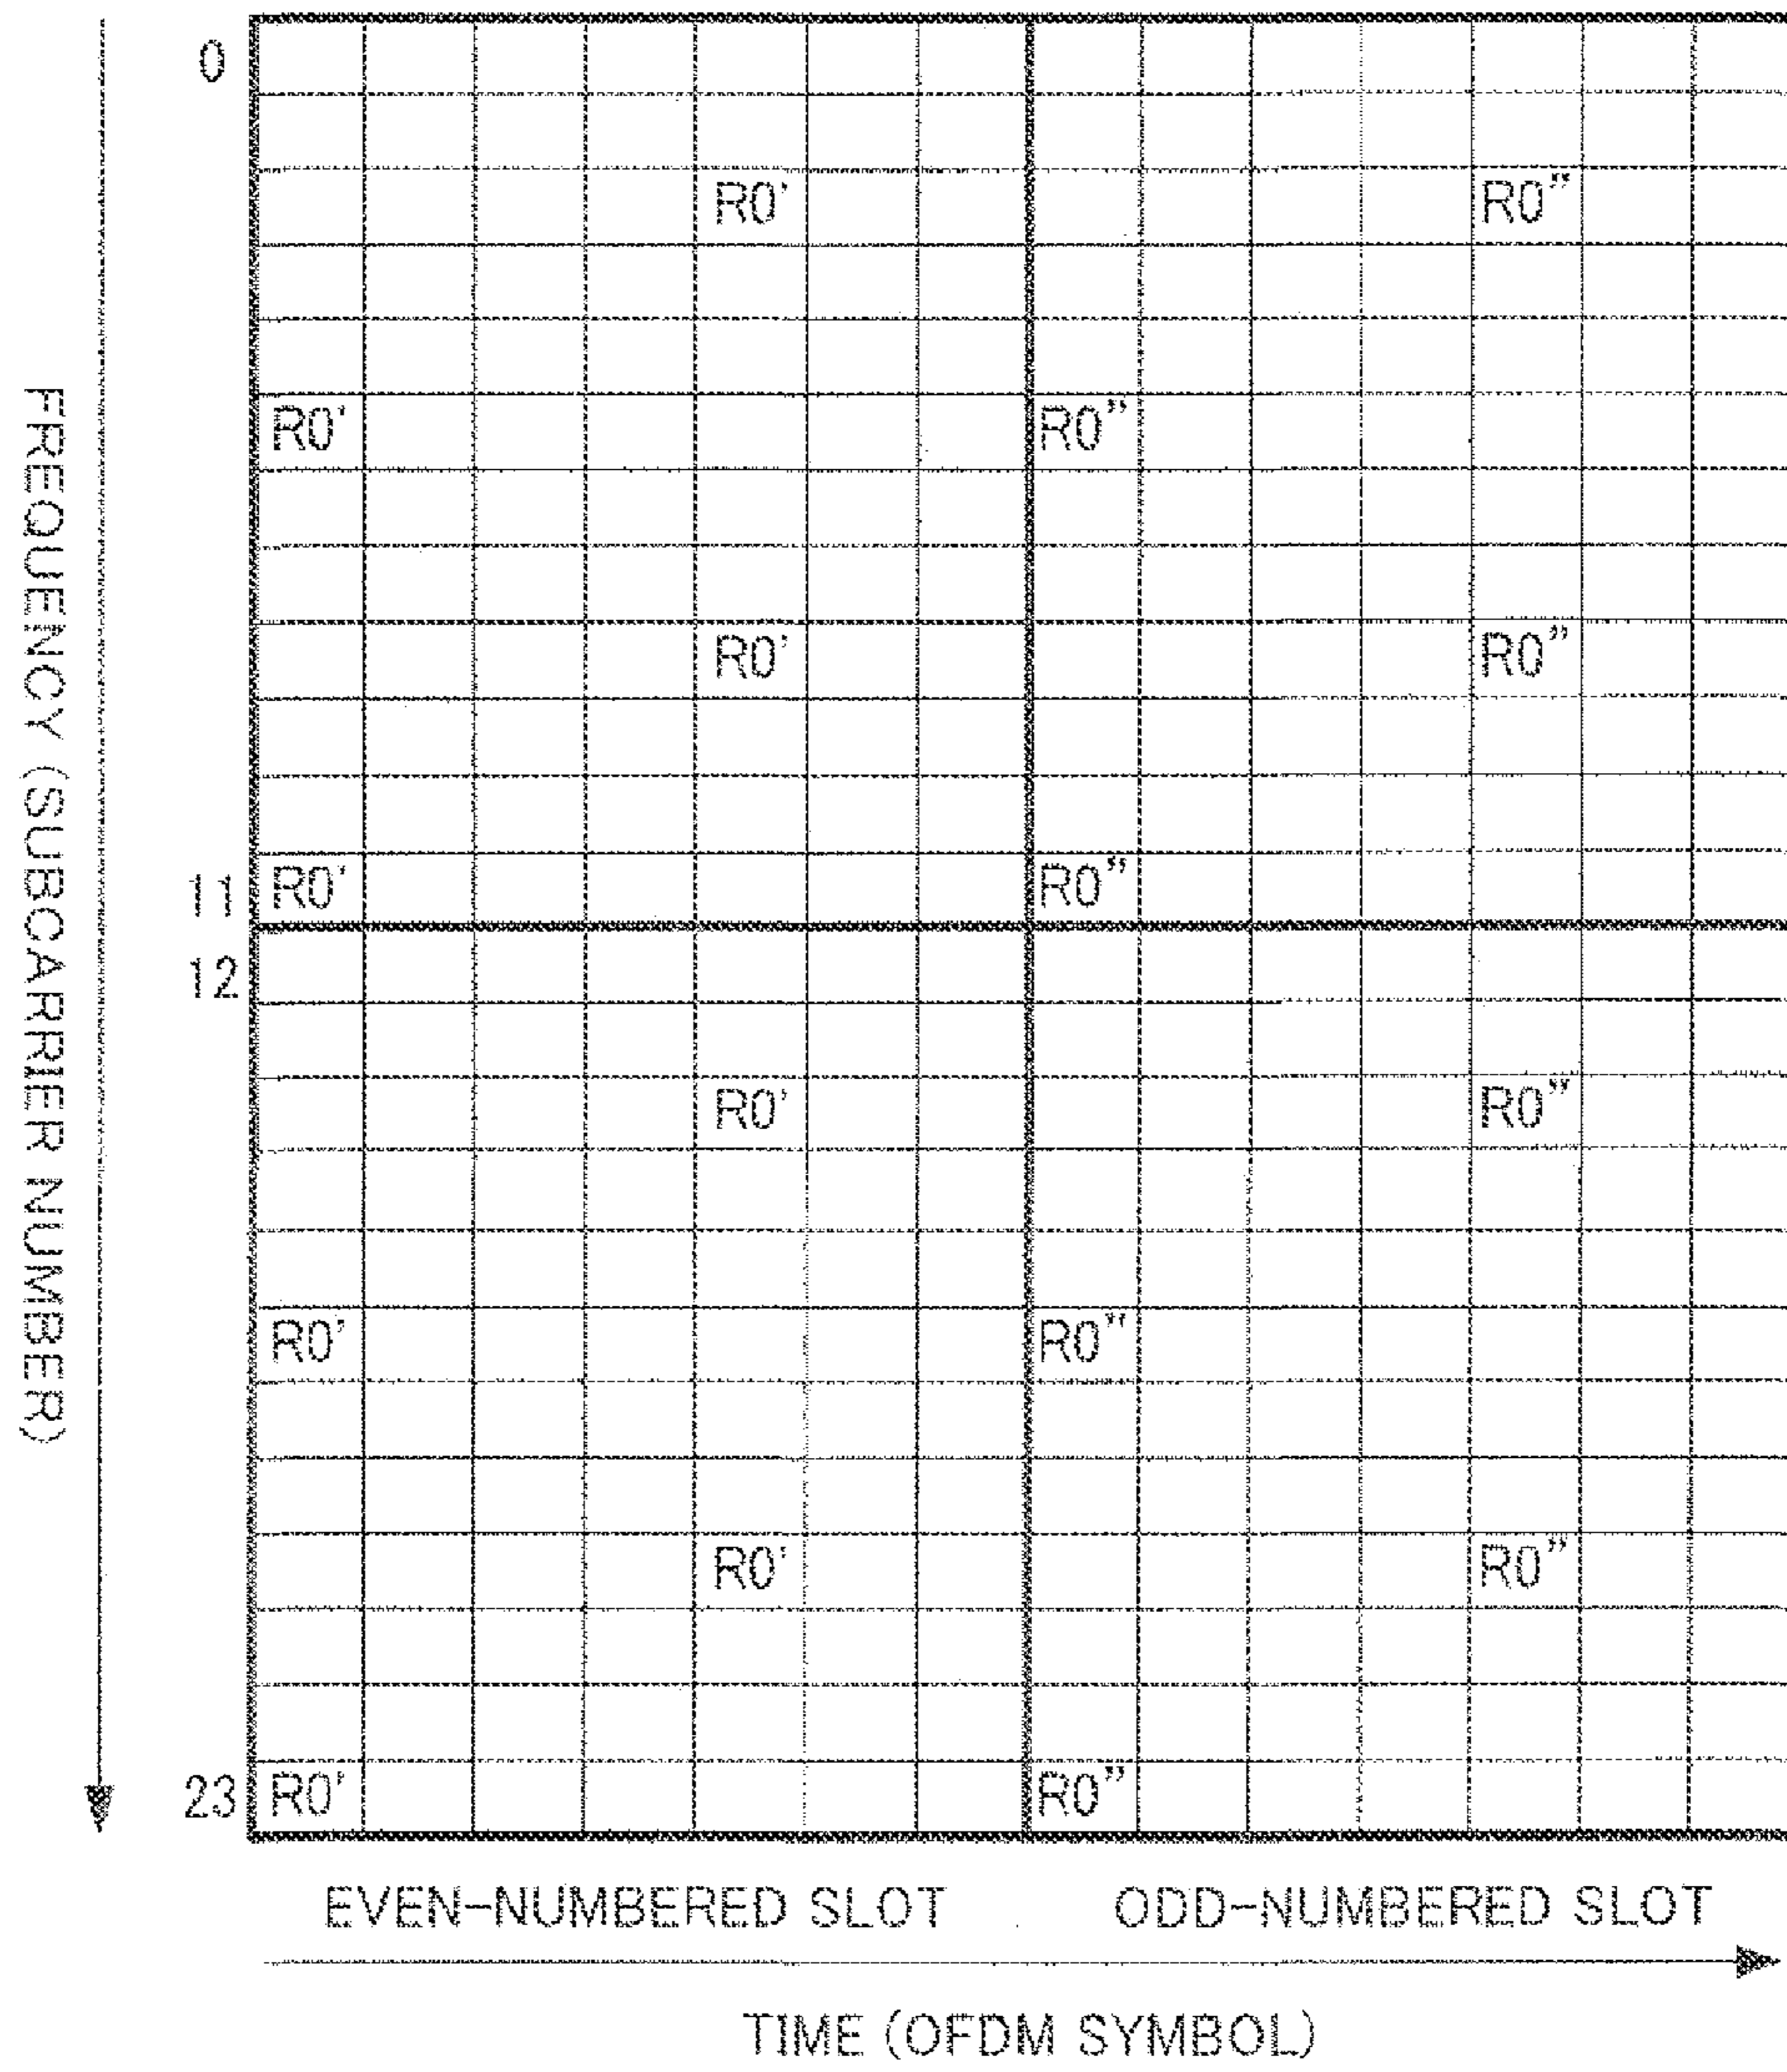 0
R0' R0"
R0' R0"
R0' R0"
11 R0' R0"
12
R0' R0"
R0' R0"
R0' R0"
23 R0' R0"
FREQUENCY (SUBCARRIER NUMBER)
EVEN-NUMBERED SLOT ODD-NUMBERED SLOT
TIME (OFDM SYMBOL)